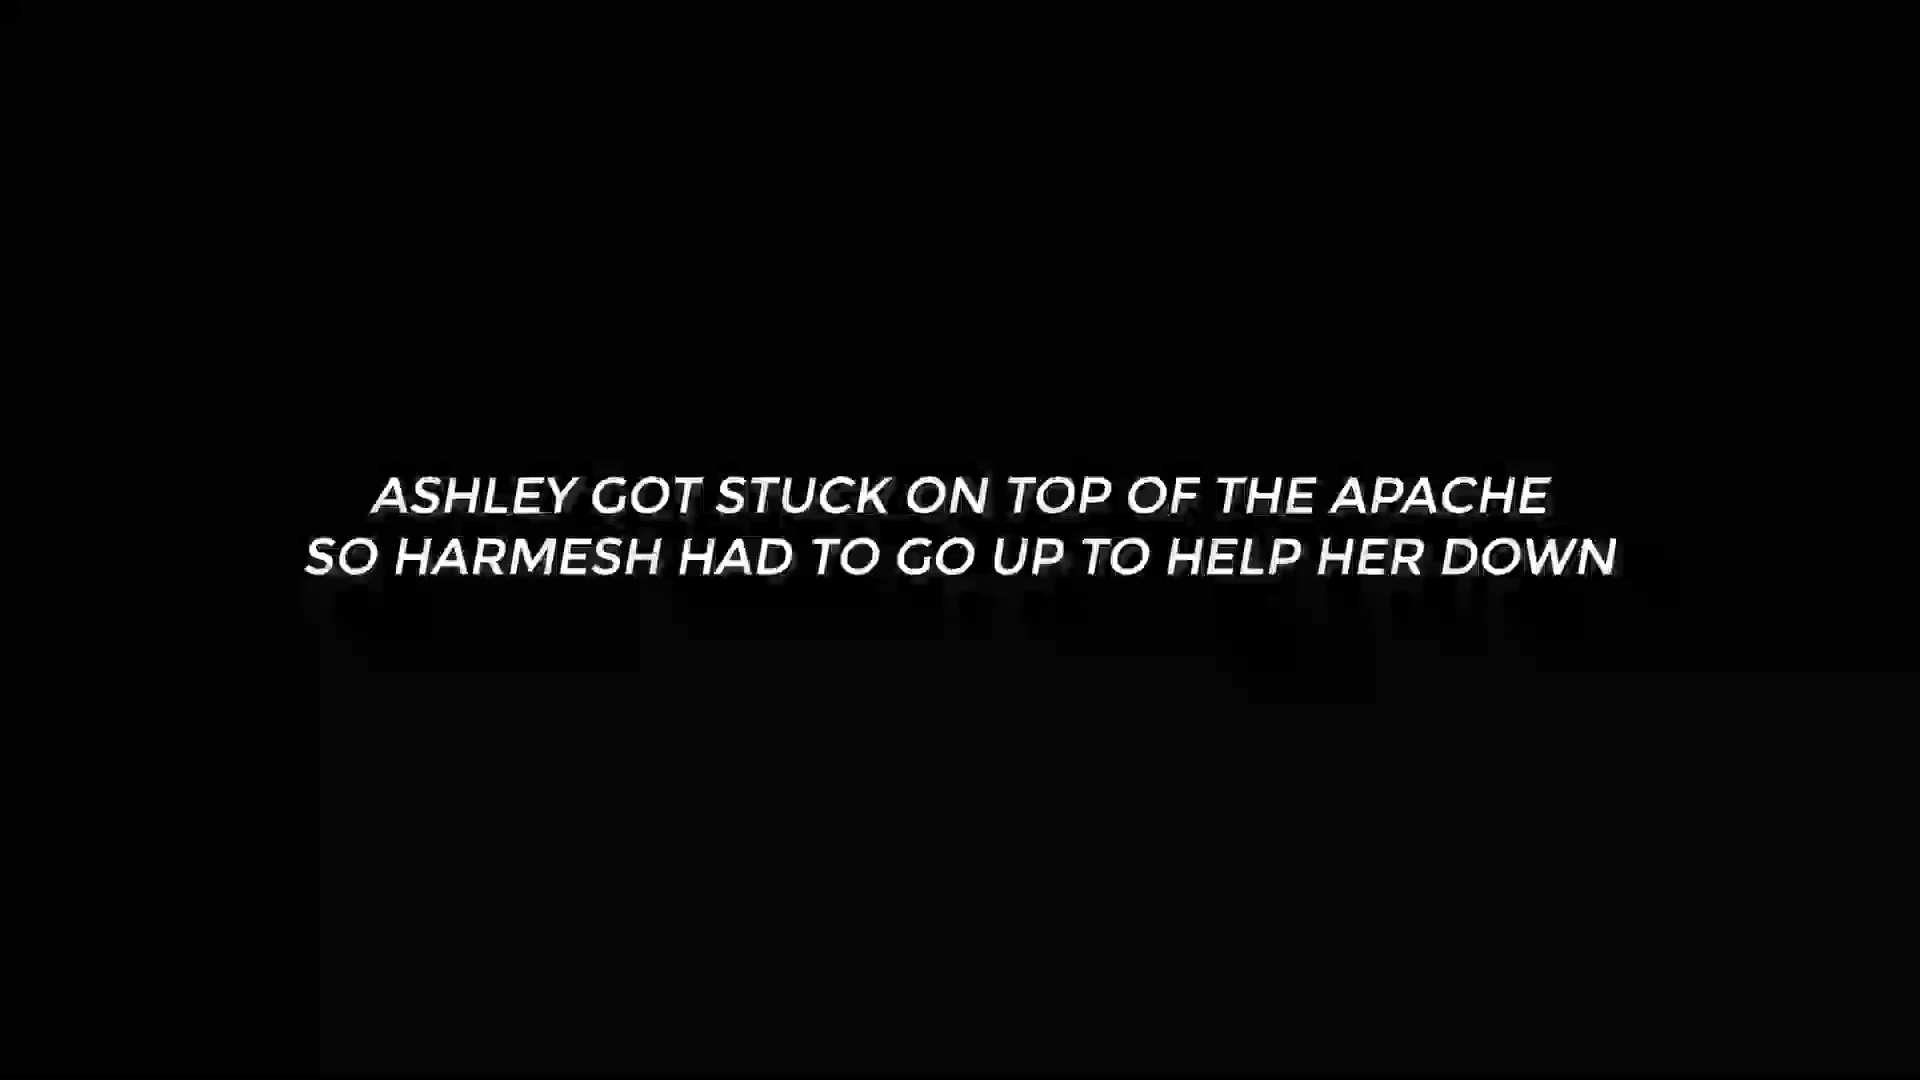 ASHLEY GOT STUCK ON TOP OF THE APACHE
SO HARMESH HAD TO GO UP TO HELP HER DOWN